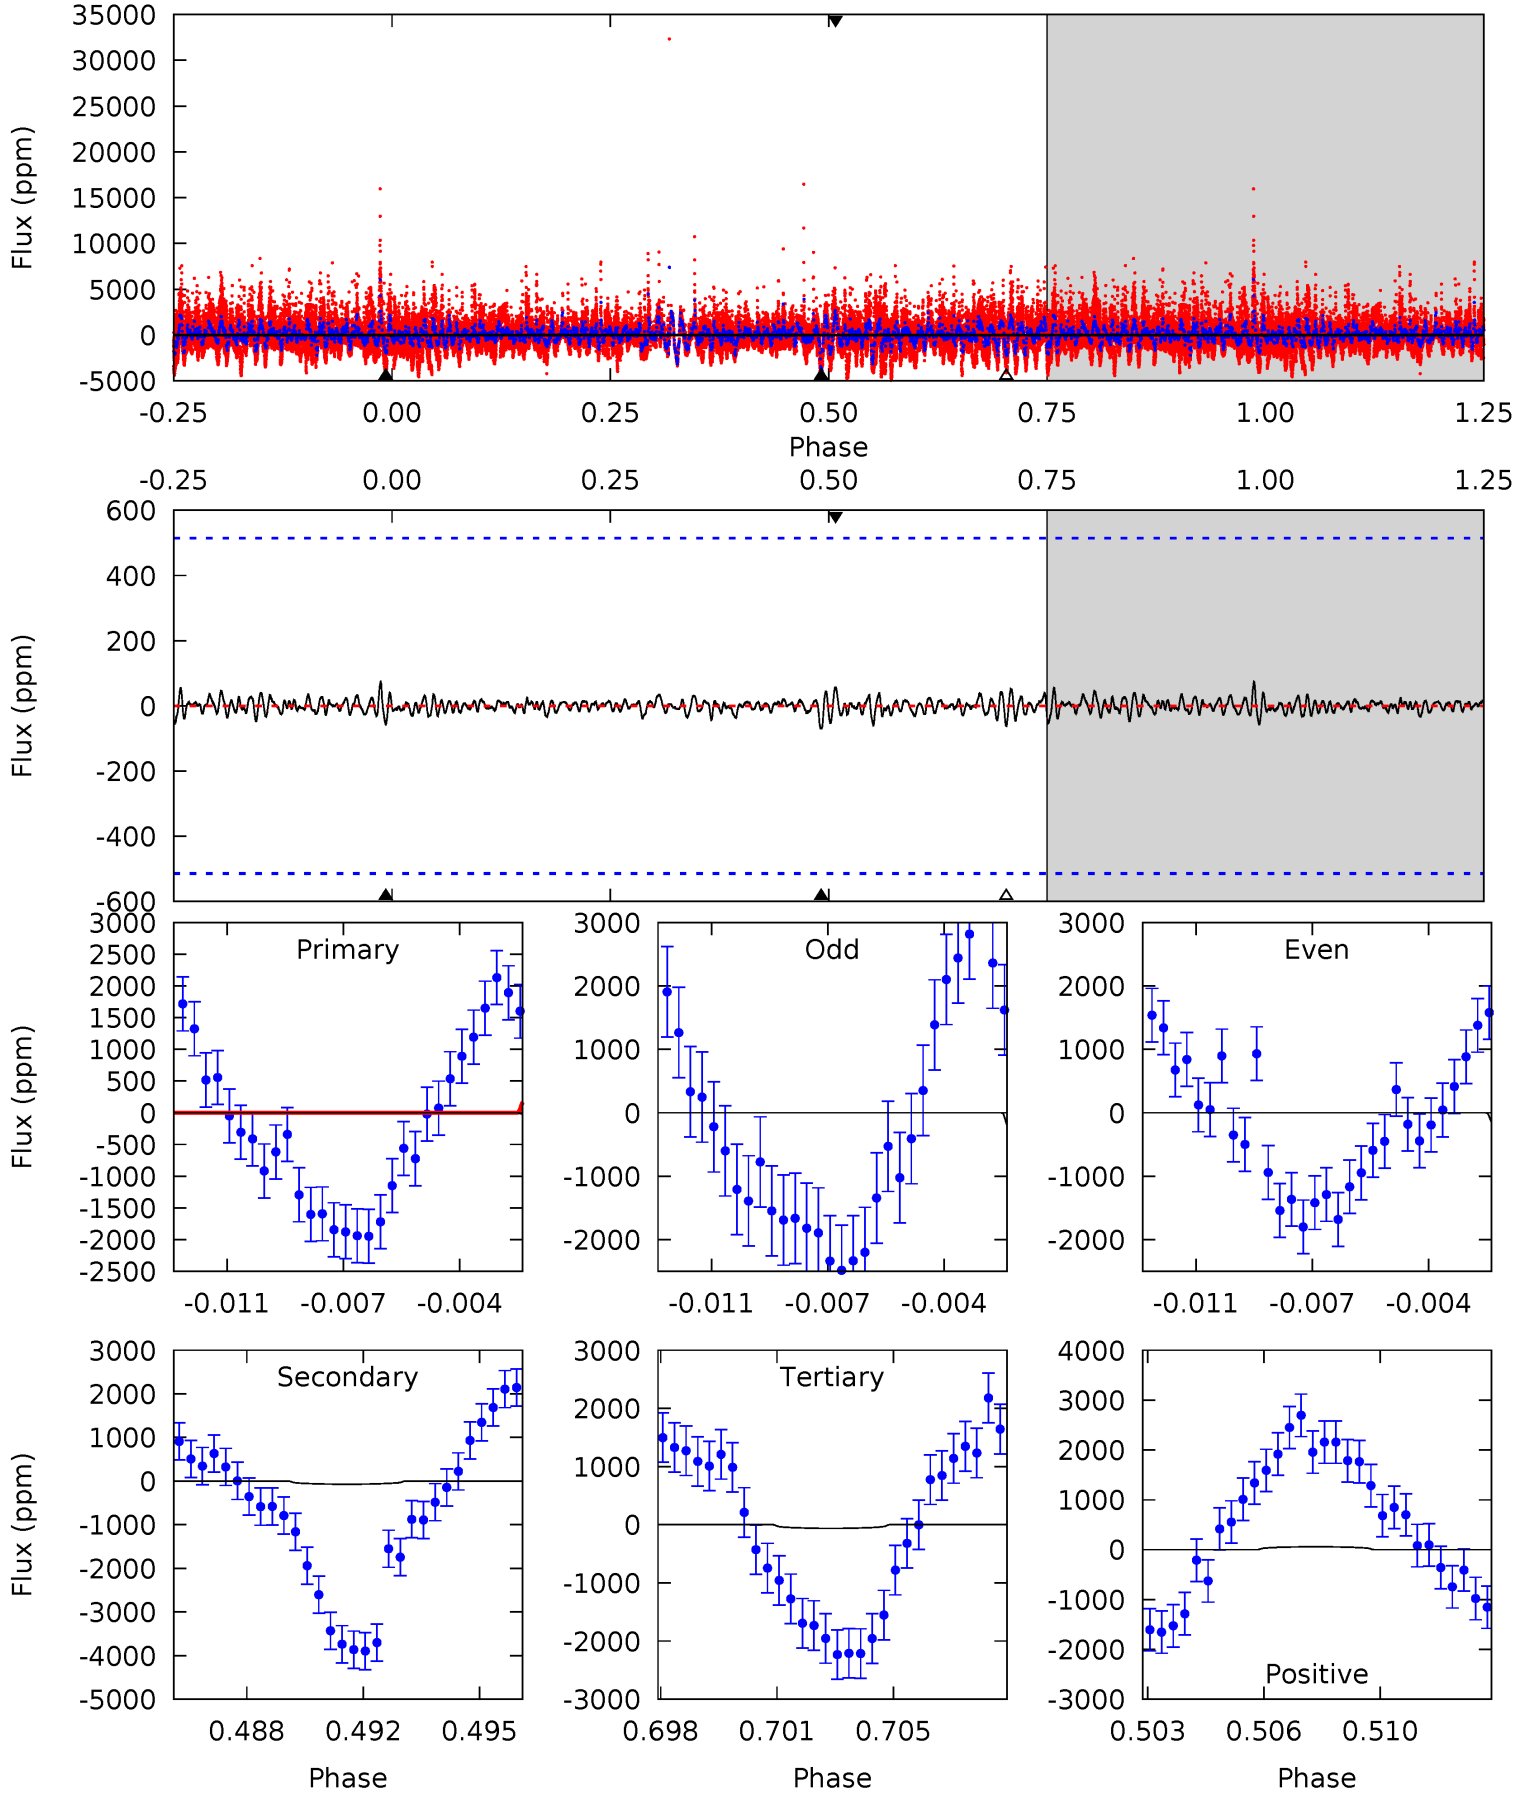 35000
30000
25000
20000
15000
10000
5000
0
-5000
Flux (ppm)
-0.25 0.00 0.25 0.50 0.75 1.00 1.25
Phase
-0.25 0.00 0.25 0.50 0.75 1.00 1.25
600
400
200
0
-200
-400
-600
Flux (ppm)
Primary
3000
2500
2000
1500
1000
500
0
-500
-1000
-1500
-2000
-2500
Flux (ppm)
-0.011 -0.007 -0.004
Odd
3000
2000
1000
0
-1000
-2000
-0.011 -0.007 -0.004
Even
3000
2000
1000
0
-1000
-2000
-0.011 -0.007 -0.004
Secondary
3000
2000
1000
0
-1000
-2000
-3000
-4000
-5000
Flux (ppm)
0.488 0.492 0.495
Phase
Tertiary
3000
2000
1000
0
-1000
-2000
-3000
0.698 0.701 0.705
Phase
4000
3000
2000
1000
0
-1000
-2000
-3000
Positive
0.503 0.506 0.510
Phase